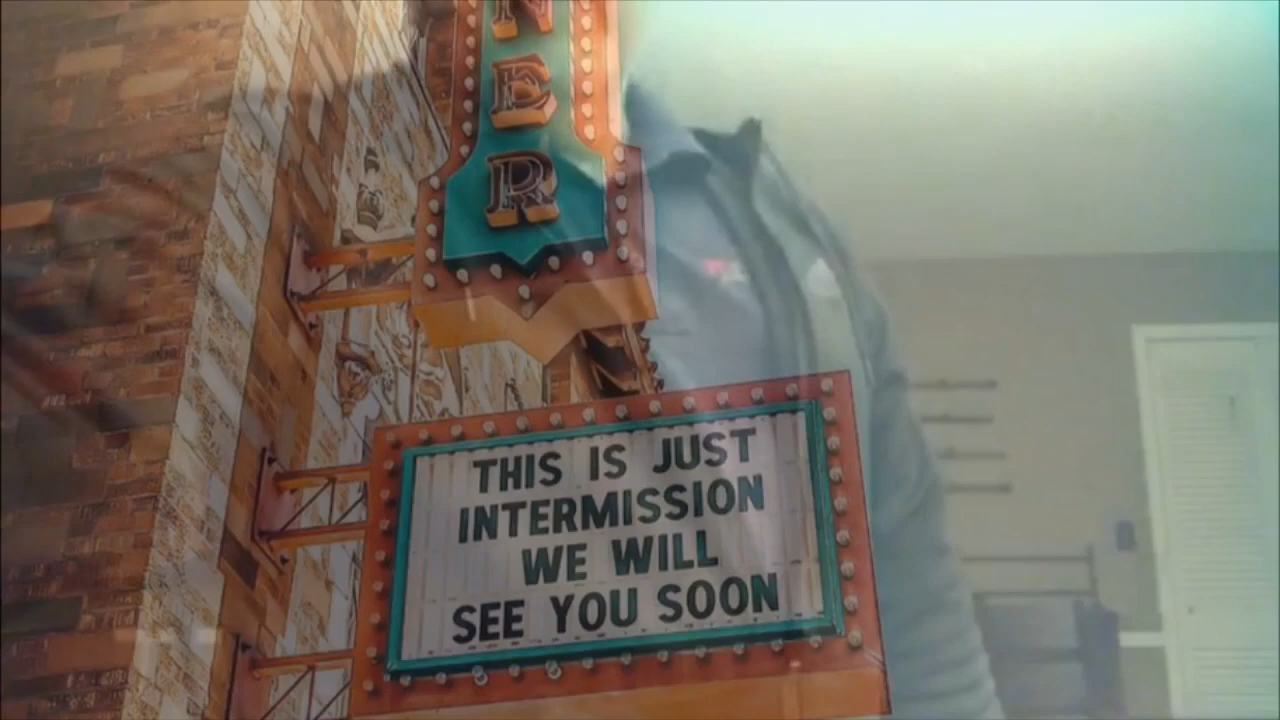 N
E
R
THIS IS JUST
INTERMISSION
WE WILL
SEE YOU SOON